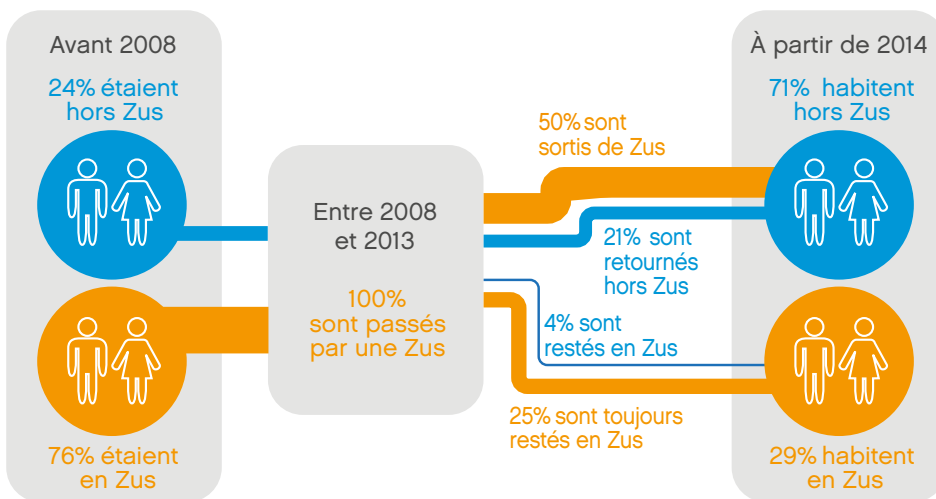 Avant 2008
24% étaient
hors Zus
76% étaient
en Zus
Entre 2008
et 2013
100%
sont passés
par une Zus
50% sont
sortis de Zus
21% sont
retournés
hors Zus
4% sont
restés en Zus
25% sont toujours
restés en Zus
À partir de 2014
71% habitent
hors Zus
29% habitent
en Zus